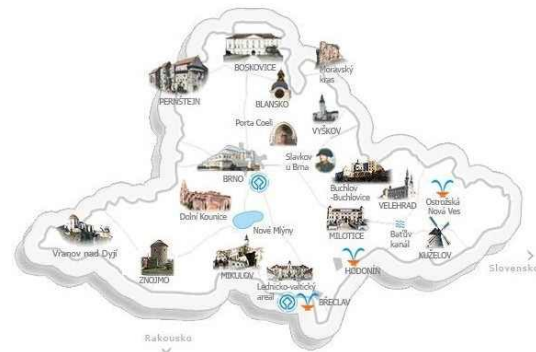 BOSKOVICE
Moravský
kras
PERNŠTEJN
BLANSKO
VYŠKOV
Porta Coeli
Slavkov
u Brna
BRNO
Buchlov
-Buchlovice
VELEHRAD
Ostrožská
Nová Ves
Dolní Kounice
Nové Mlýny
MILOTICE
Baťův
kanál
KUŽELOV
Vranov nad Dyjí
ZNOJMO
MIKULOV
Lednicko-valtický
areál
HODONÍN
BŘECLAV
Slovensko
Rakousko